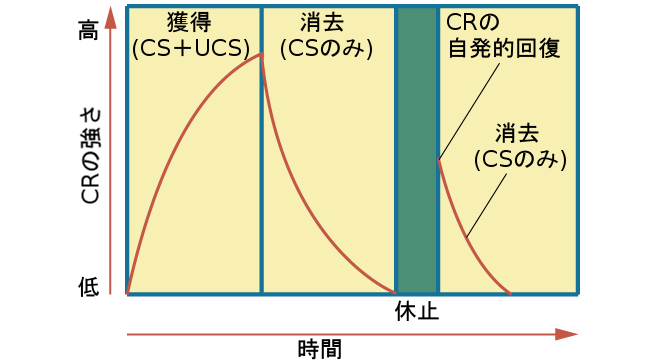 高
獲得
(CS＋UCS)
消去
(CSのみ)
CRの
自発的回復
消去
(CSのみ)
CRの強さ
低
休止
時間